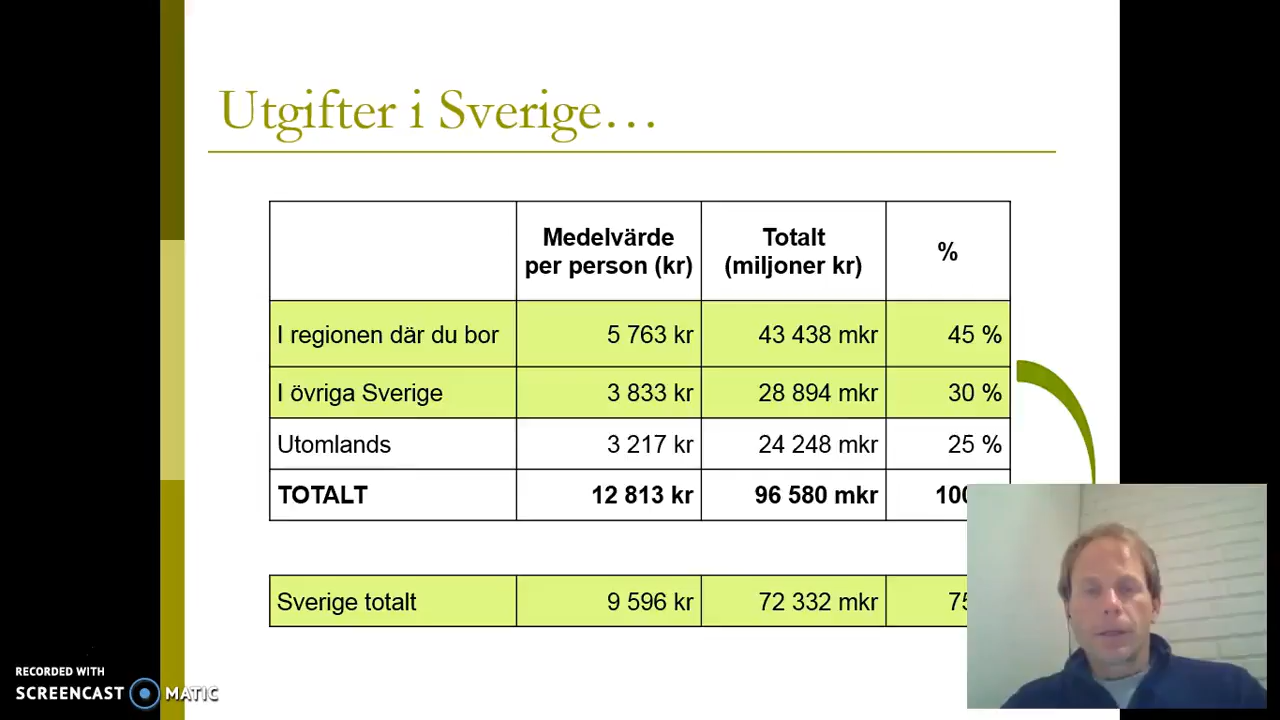 Utgifter i Sverige…
Medelvärde per person (kr)
Totalt (miljoner kr)
%
I regionen där du bor 5 763 kr 43 438 mkr 45 %
I övriga Sverige 3 833 kr 28 894 mkr 30 %
Utomlands 3 217 kr 24 248 mkr 25 %
TOTALT 12 813 kr 96 580 mkr 100
Sverige totalt 9 596 kr 72 332 mkr 75
RECORDED WITH
SCREENCAST MATIC